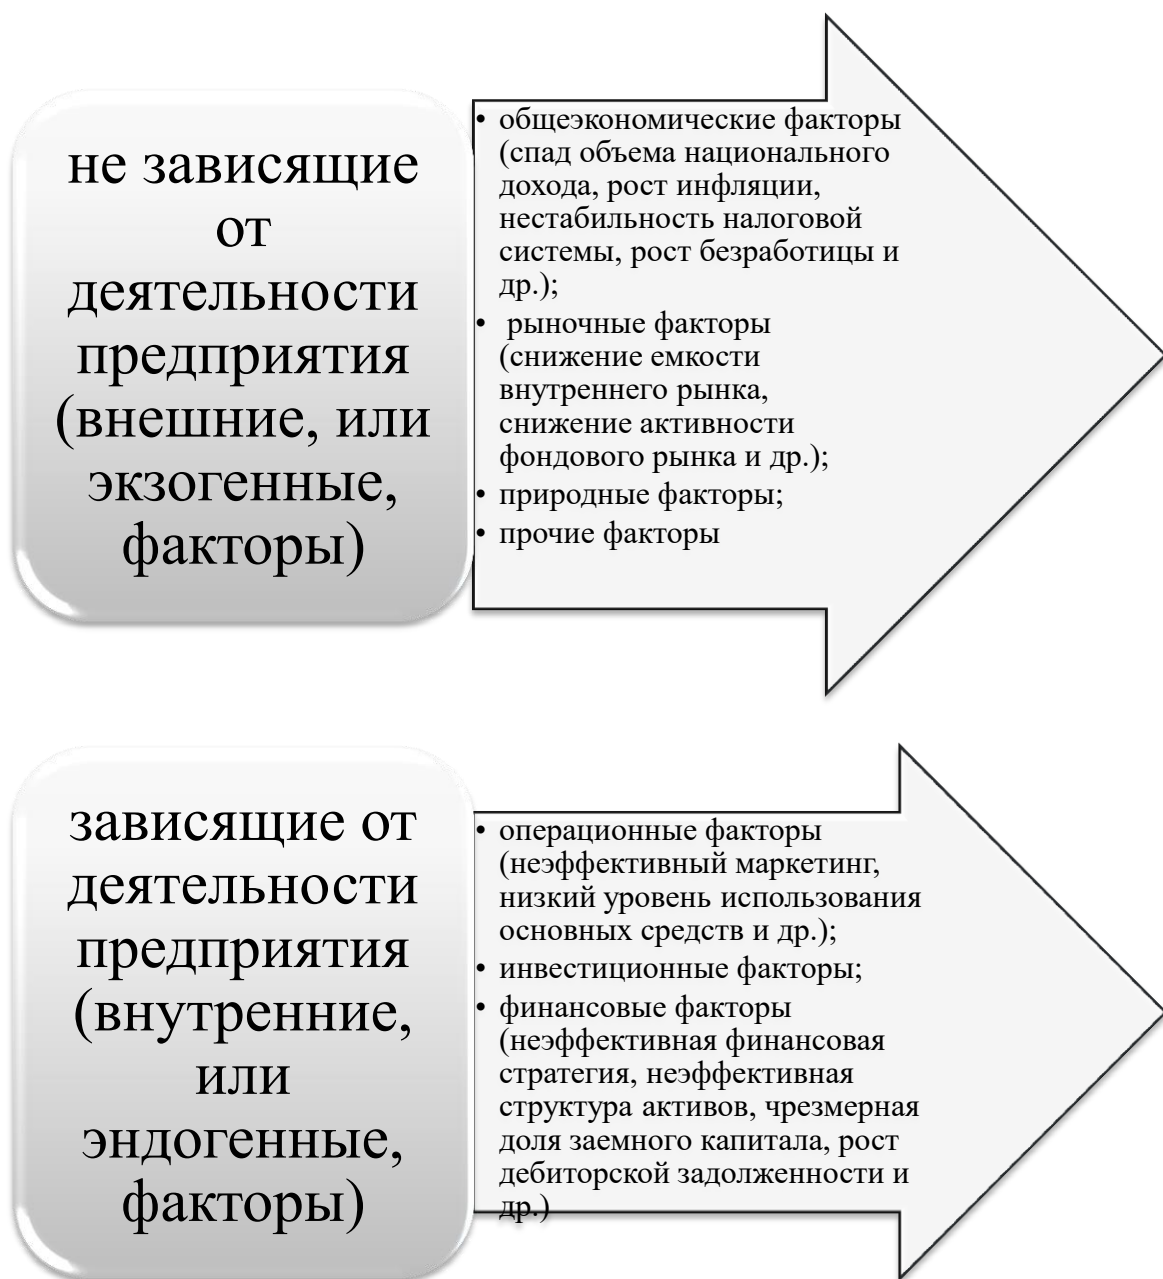 не зависящие
от
деятельности
предприятия
(внешние, или
экзогенные,
факторы)
• общеэкономические факторы
(спад объема национального
дохода, рост инфляции,
нестабильность налоговой
системы, рост безработицы и
др.);
• рыночные факторы
(снижение емкости
внутреннего рынка,
снижение активности
фондового рынка и др.);
• природные факторы;
• прочие факторы
зависящие от
деятельности
предприятия
(внутренние,
или
эндогенные,
факторы)
• операционные факторы
(неэффективный маркетинг,
низкий уровень использования
основных средств и др.);
• инвестиционные факторы;
• финансовые факторы
(неэффективная финансовая
стратегия, неэффективная
структура активов, чрезмерная
доля заемного капитала, рост
дебиторской задолженности и
др.)